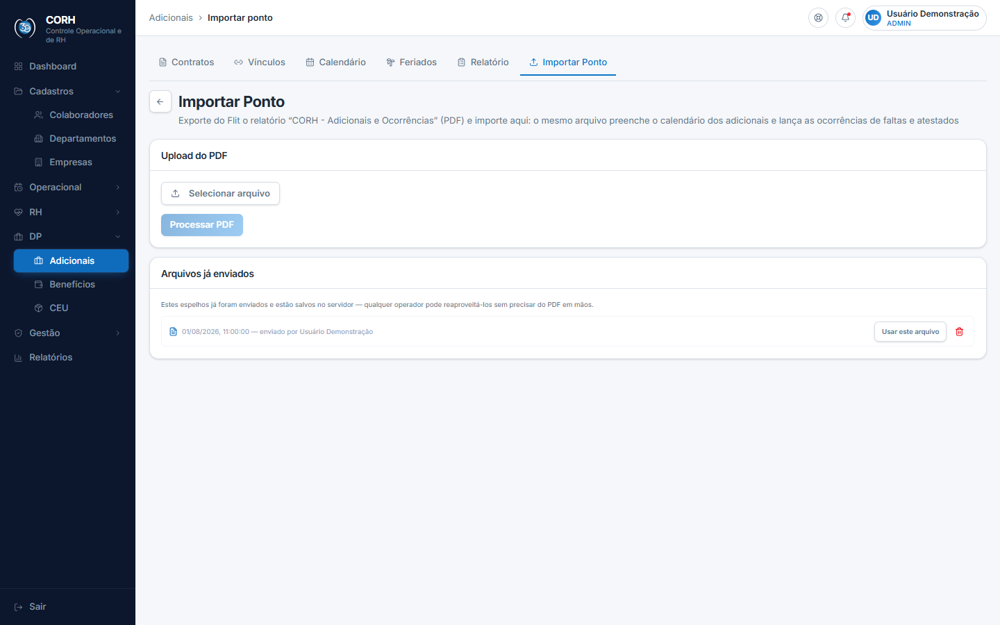 CORH
Controle Operacional e
de RH
Dashboard
Cadastros
Colaboradores
Departamentos
Empresas
Operacional
RH
DP
Adicionais
Benefícios
CEU
Gestão
Relatórios
Sair
Adicionais › Importar ponto
UD
Usuário Demonstração
ADMIN
Contratos
Vínculos
Calendário
Feriados
Relatório
Importar Ponto
Importar Ponto
Exporte do Flit o relatório “CORH - Adicionais e Ocorrências” (PDF) e importe aqui: o mesmo arquivo preenche o calendário dos adicionais e lança as ocorrências de faltas e atestados
Upload do PDF
Selecionar arquivo
Processar PDF
Arquivos já enviados
Estes espelhos já foram enviados e estão salvos no servidor — qualquer operador pode reaproveitá-los sem precisar do PDF em mãos.
01/08/2026, 11:00:00 — enviado por Usuário Demonstração
Usar este arquivo